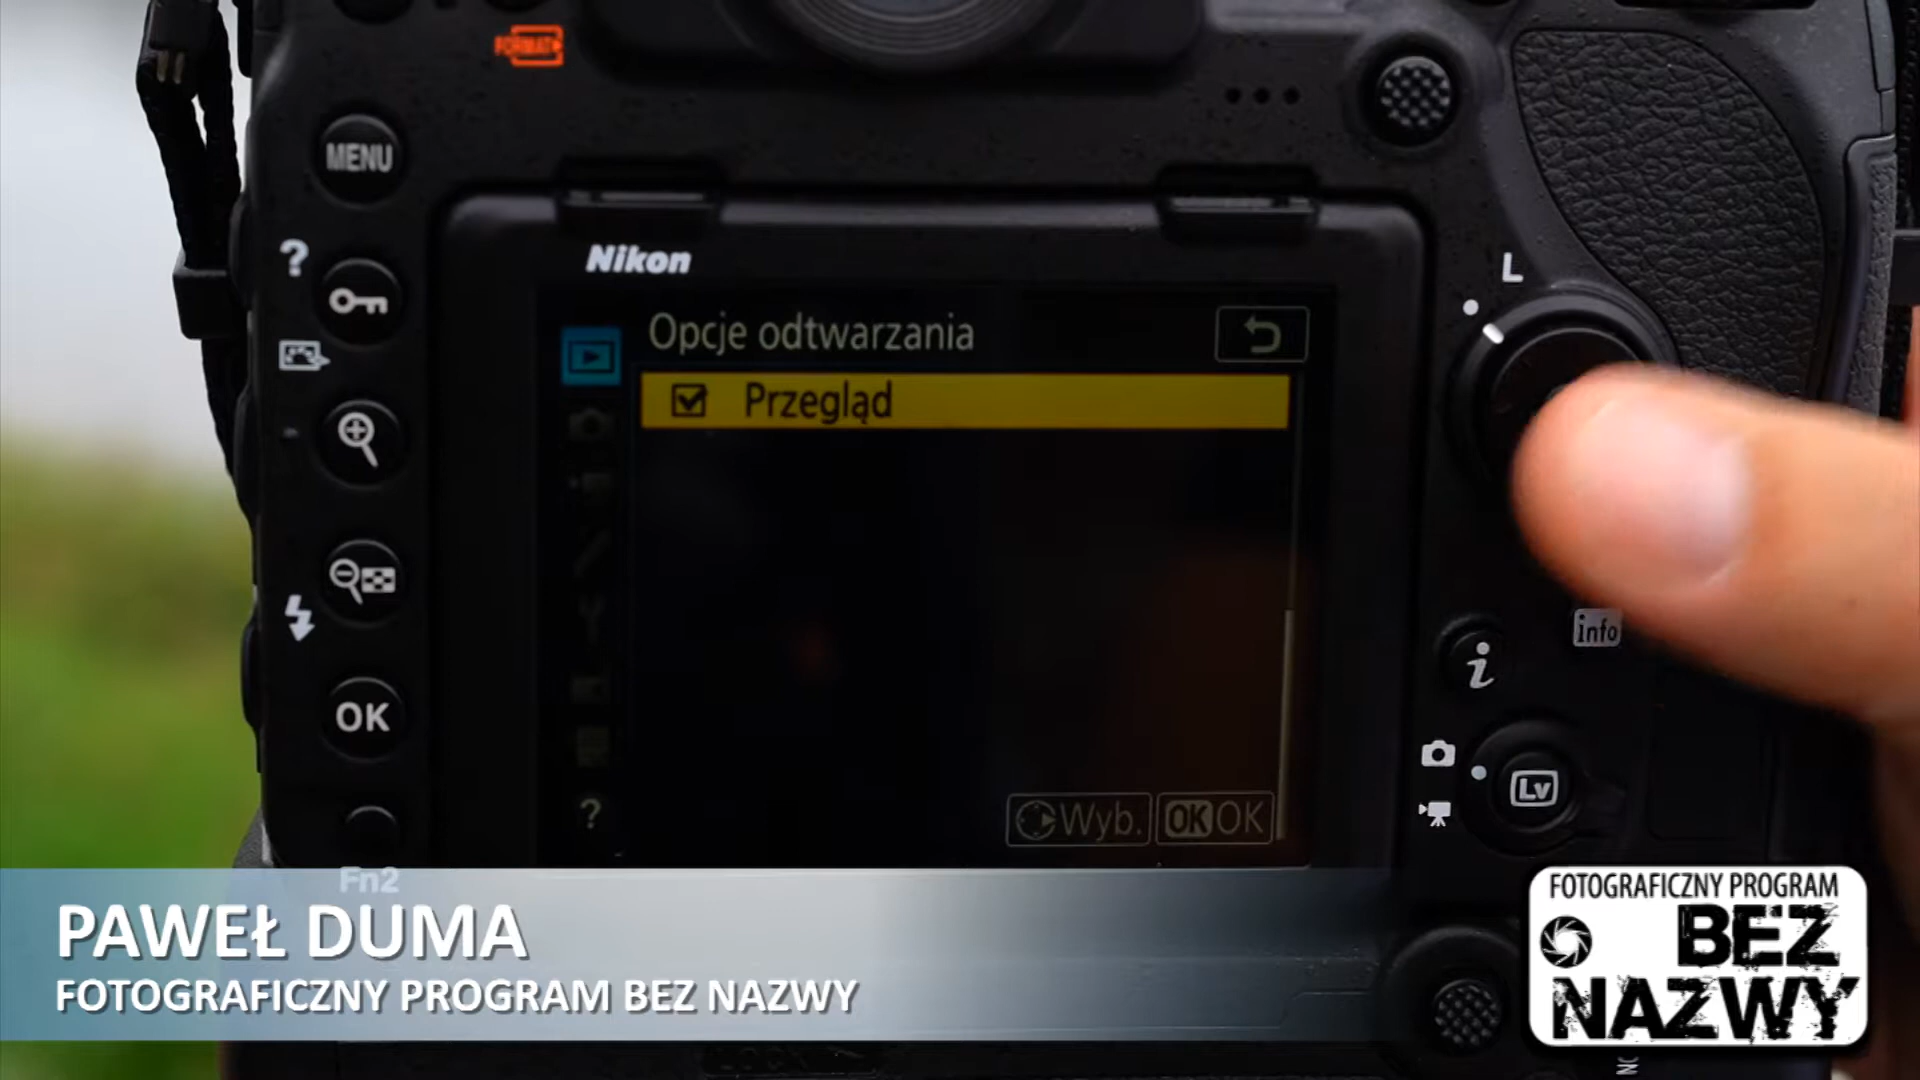 FORMAT
MENU
?
Nikon
L
Opcje odtwarzania
Przegląd
OK
info
i
Lv
?
Wyb.
OK OK
Fn2
PAWEŁ DUMA
FOTOGRAFICZNY PROGRAM BEZ NAZWY
FOTOGRAFICZNY PROGRAM
BEZ
NAZWY